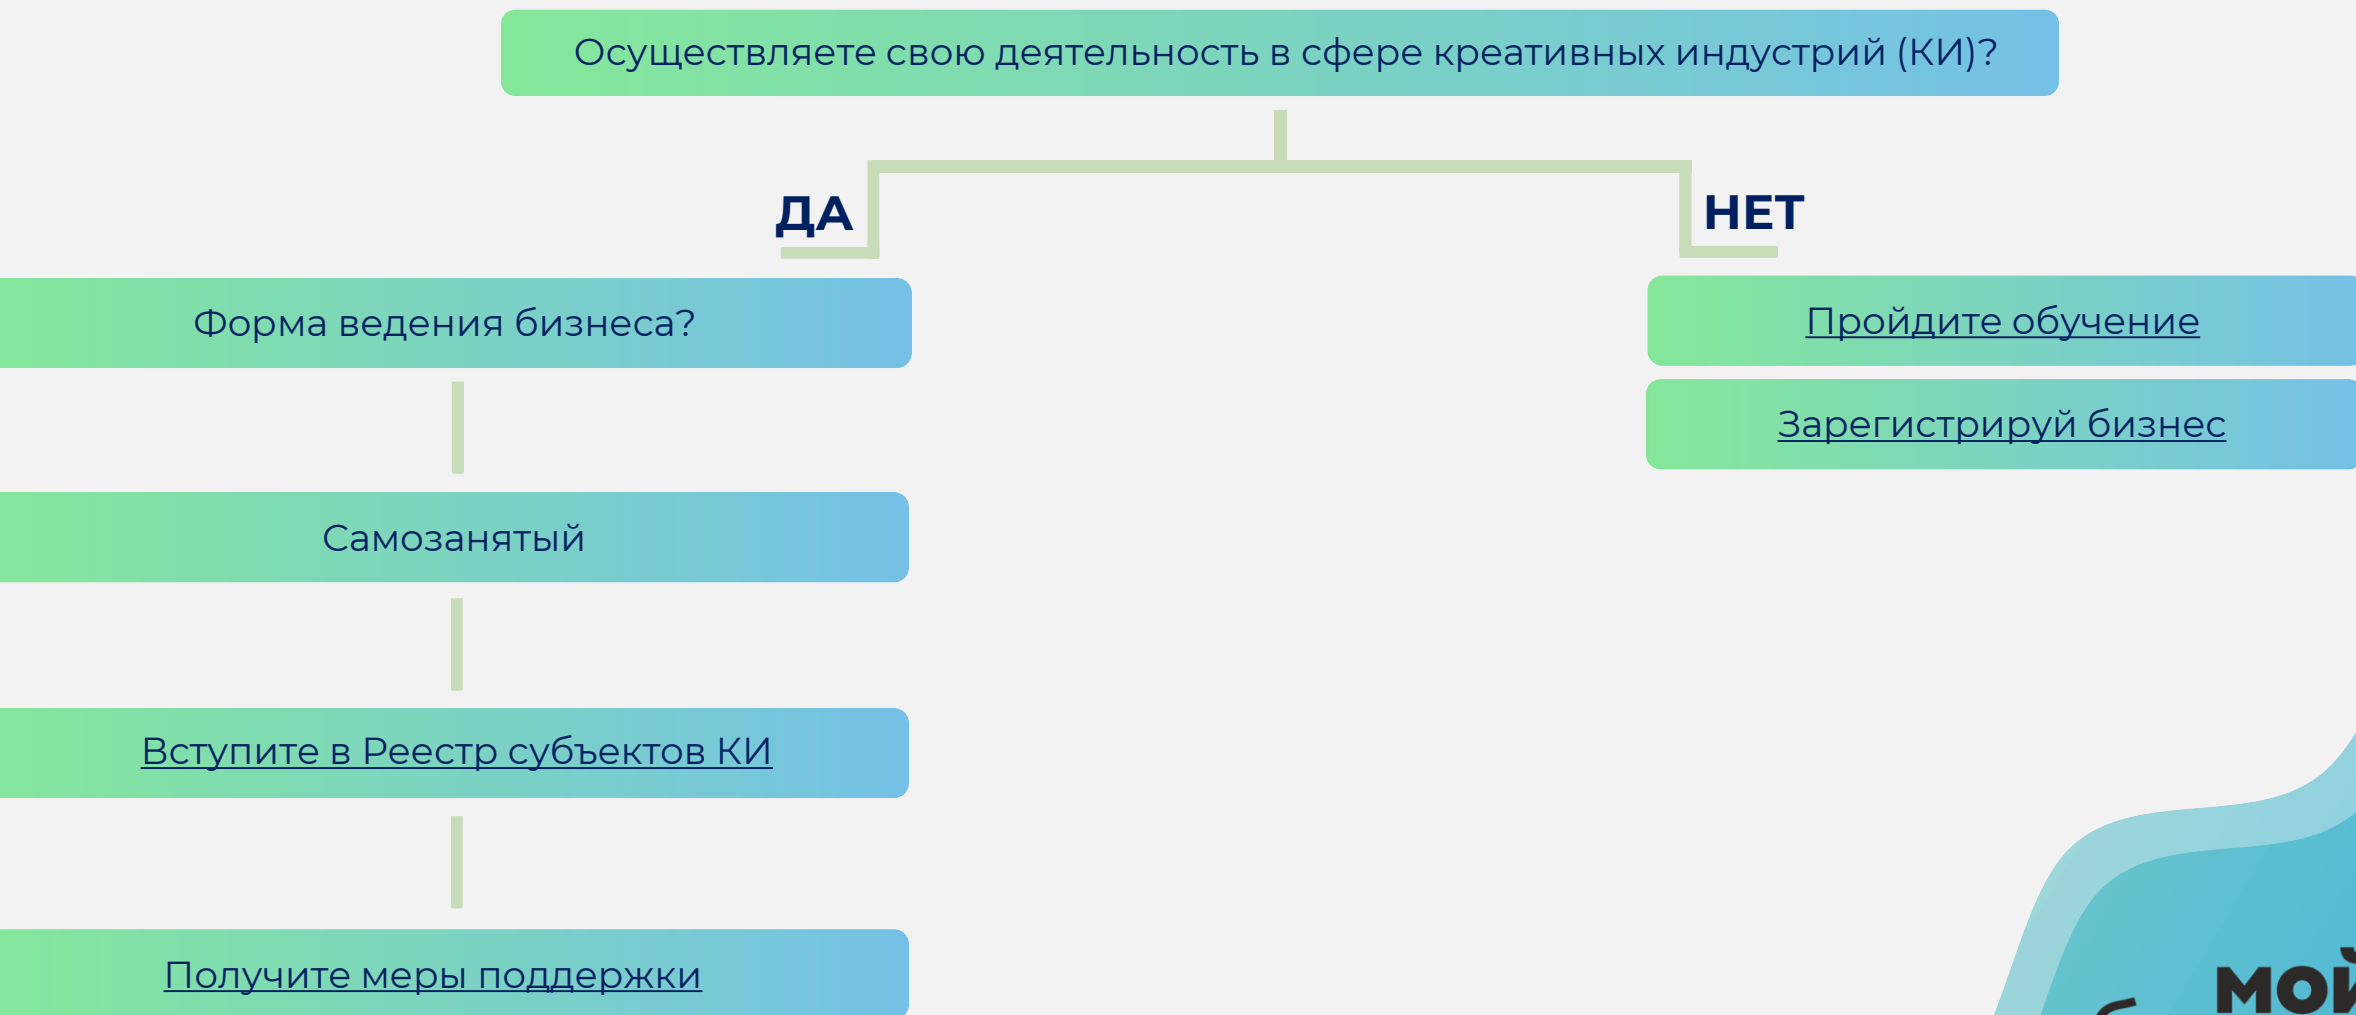 Осуществляете свою деятельность в сфере креативных индустрий (КИ)?
ДА
НЕТ
Форма ведения бизнеса?
Пройдите обучение
Зарегистрируй бизнес
Самозанятый
Вступите в Реестр субъектов КИ
Получите меры поддержки
мой